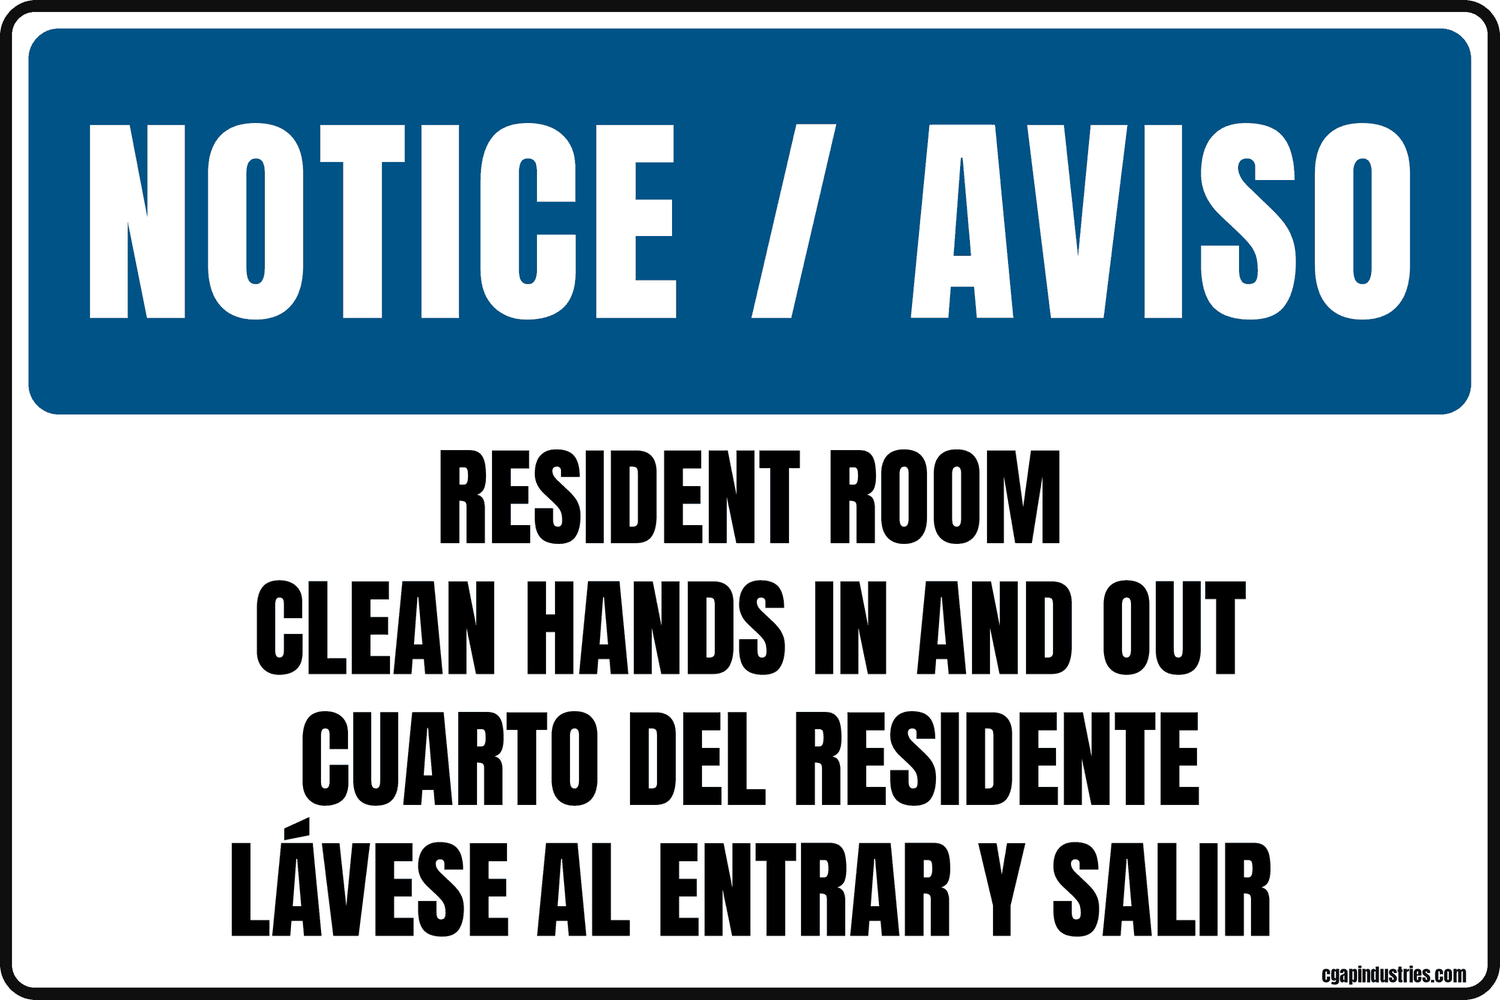 NOTICE / AVISO
RESIDENT ROOM
CLEAN HANDS IN AND OUT
CUARTO DEL RESIDENTE
LÁVESE AL ENTRAR Y SALIR
cgapindustries.com